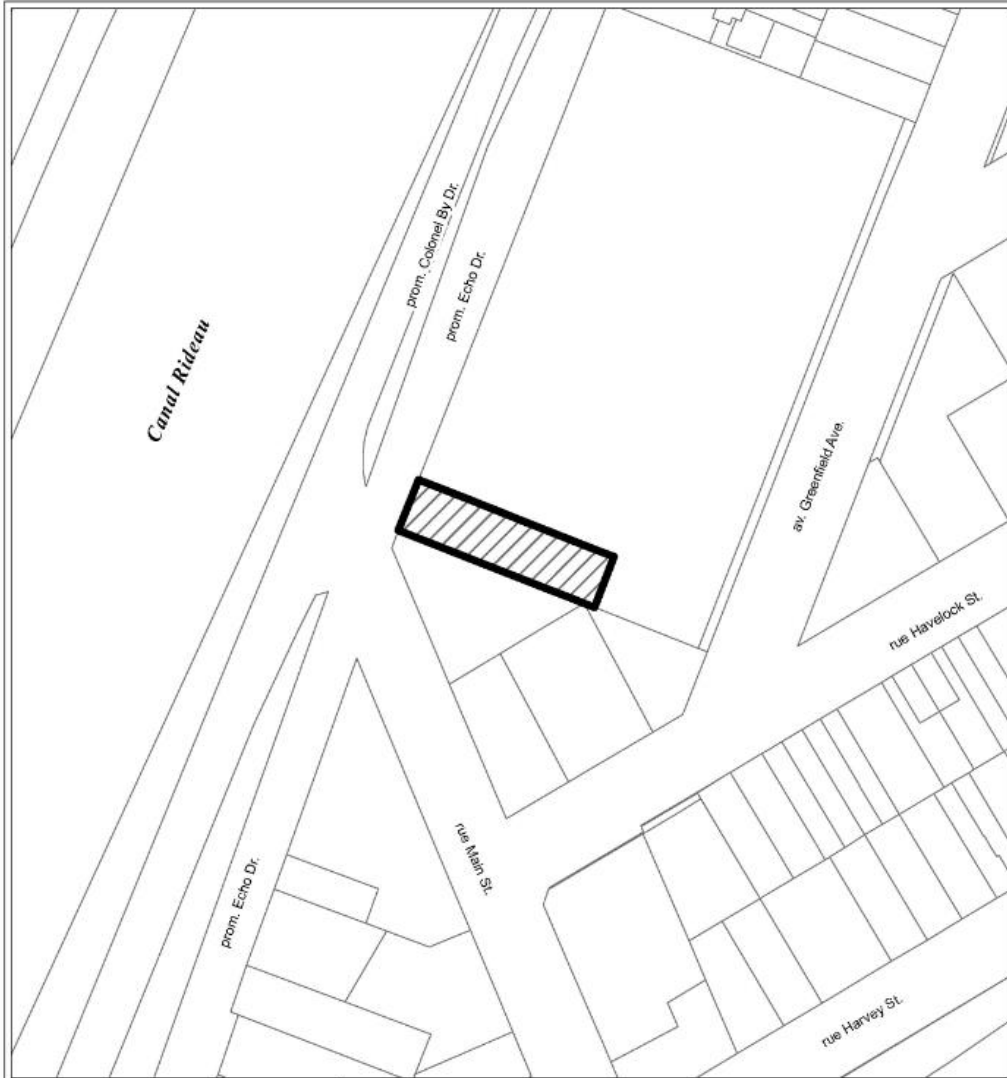 prom. Colonel By Dr.
prom. Echo Dr.
Canal Rideau
av. Greenfield Ave.
rue Havelock St.
rue Main St.
prom. Echo Dr.
rue Harvey St.